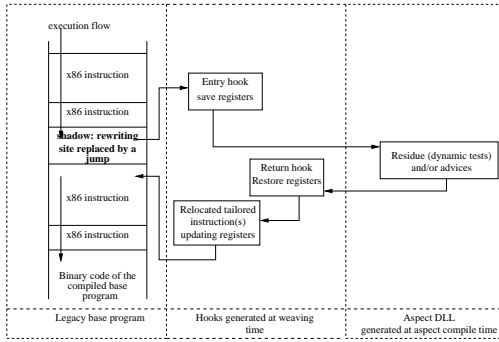 execution flow
x86 instruction
x86 instruction
shadow: rewriting
site replaced by a
jump
x86 instruction
x86 instruction
Binary code of the
compiled base
program
Entry hook
save registers
Residue (dynamic tests)
and/or advices
Return hook
Restore registers
Relocated tailored
instruction(s)
updating registers
Legacy base program
Hooks generated at weaving
time
Aspect DLL
generated at aspect compile time